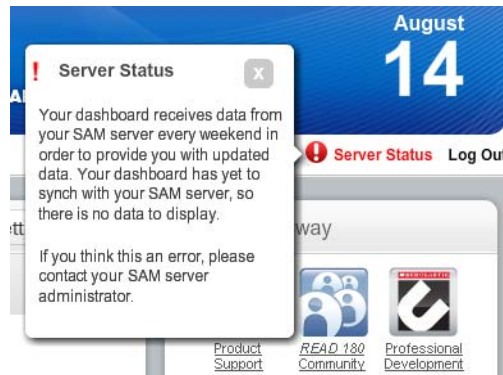 August
14
Server Status
x
Your dashboard receives data from
your SAM server every weekend in
order to provide you with updated
data. Your dashboard has yet to
synch with your SAM server, so
there is no data to display.
If you think this an error, please
contact your SAM server
administrator.
Server Status Log Out
way
Product
Support
READ 180
Community
SCHOLASTIC
Professional
Development